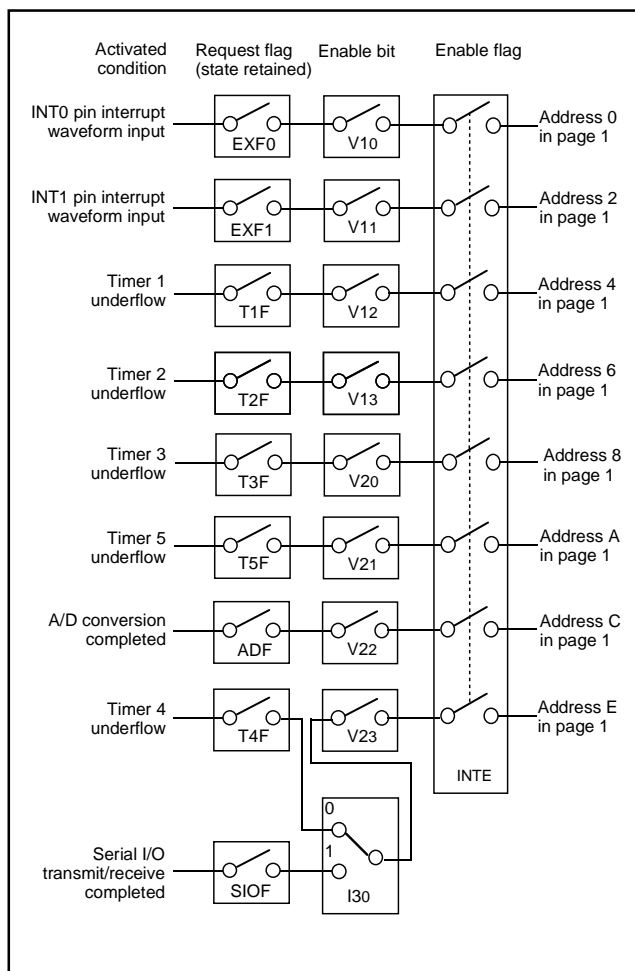 Activated condition
Request flag (state retained)
Enable bit
Enable flag
INT0 pin interrupt
waveform input
EXF0
V10
Address 0
in page 1
INT1 pin interrupt
waveform input
EXF1
V11
Address 2
in page 1
Timer 1
underflow
T1F
V12
Address 4
in page 1
Timer 2
underflow
T2F
V13
Address 6
in page 1
Timer 3
underflow
T3F
V20
Address 8
in page 1
Timer 5
underflow
T5F
V21
Address A
in page 1
A/D conversion
completed
ADF
V22
Address C
in page 1
Timer 4
underflow
T4F
V23
Address E
in page 1
INTE
0
1
I30
Serial I/O
transmit/receive
completed
SIOF